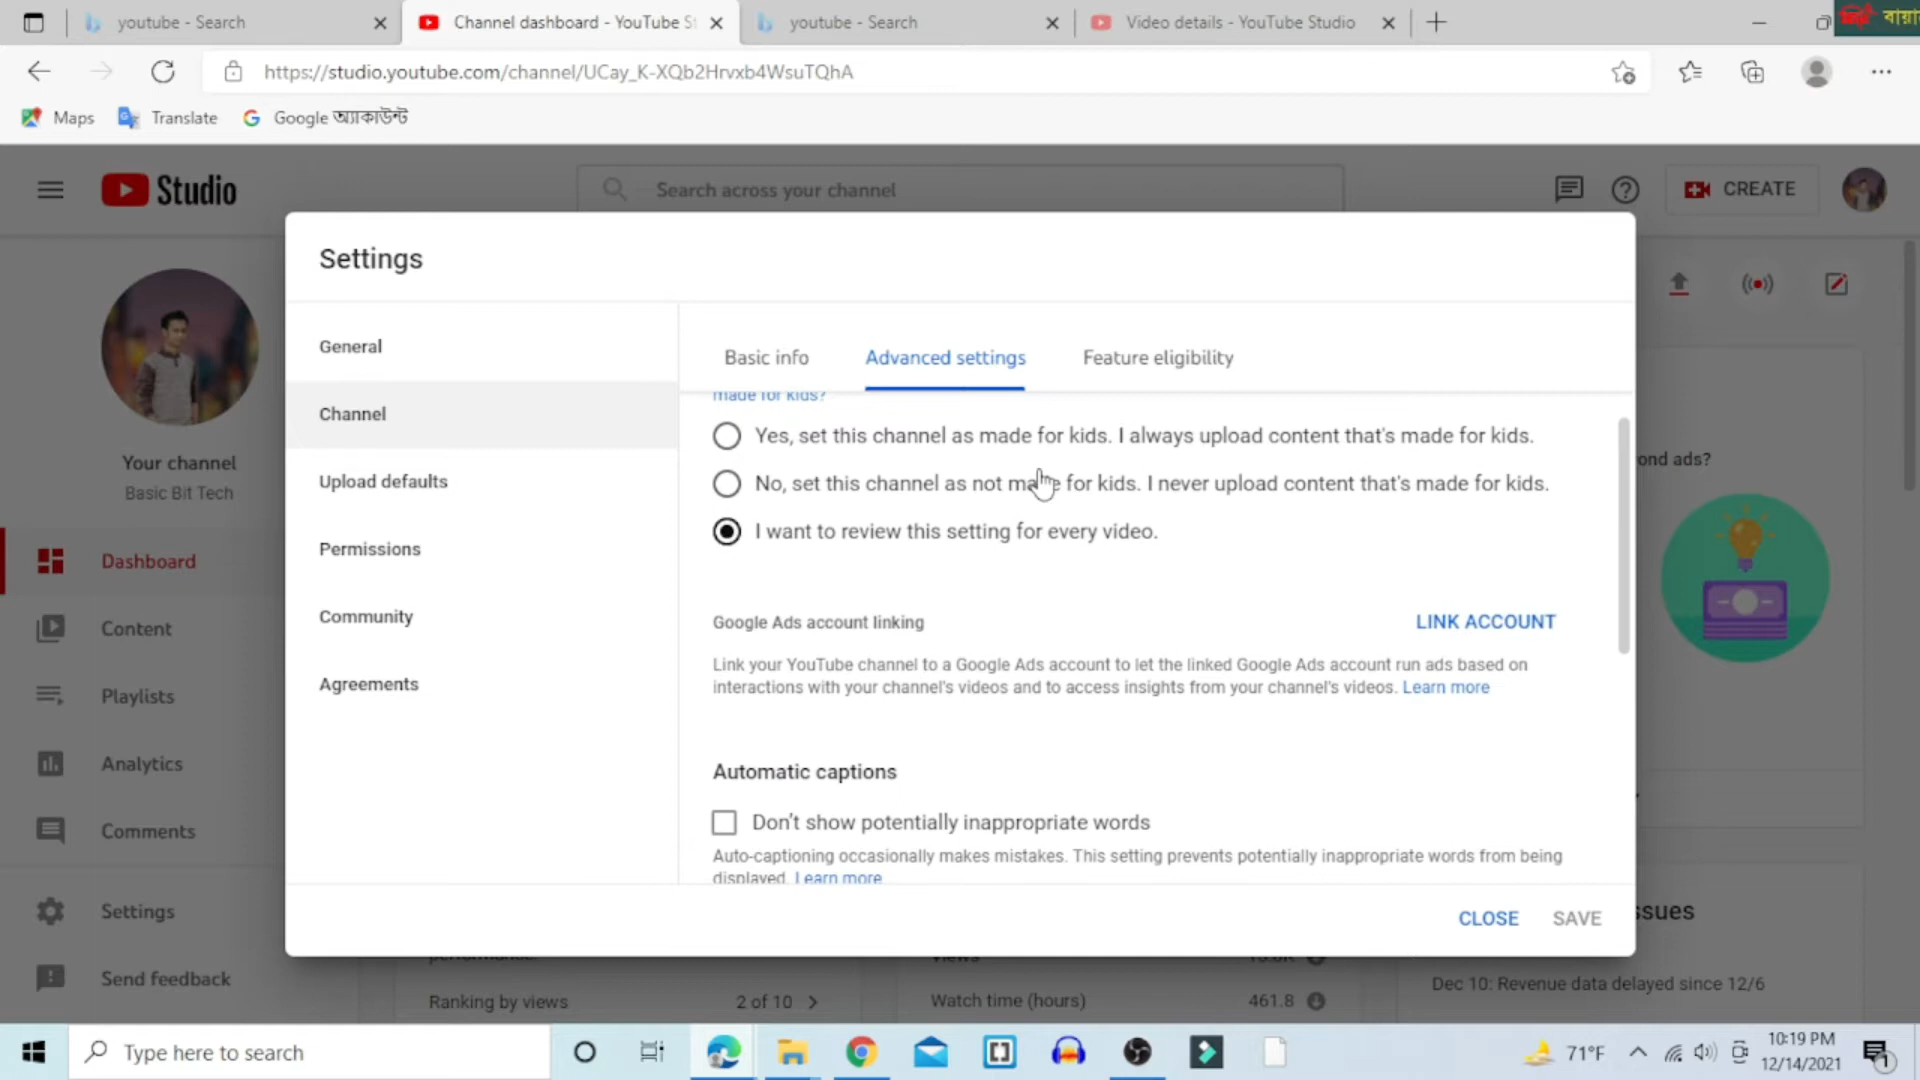 youtube - Search
Channel dashboard - YouTube S
youtube - Search
Video details - YouTube Studio
https://studio.youtube.com/channel/UCay_K-XQb2Hrvxb4WsuTQhA
Maps
Translate
Google অ্যাকাউন্ট
Studio
Search across your channel
CREATE
Settings
General
Basic info
Advanced settings
Feature eligibility
made for kids?
Channel
Yes, set this channel as made for kids. I always upload content that's made for kids.
ond ads?
Your channel
Basic Bit Tech
Upload defaults
No, set this channel as not made for kids. I never upload content that's made for kids.
Permissions
I want to review this setting for every video.
Dashboard
Community
Google Ads account linking
LINK ACCOUNT
Content
Link your YouTube channel to a Google Ads account to let the linked Google Ads account run ads based on
interactions with your channel's videos and to access insights from your channel's videos. Learn more
Agreements
Playlists
Analytics
Automatic captions
Comments
Don't show potentially inappropriate words
Auto-captioning occasionally makes mistakes. This setting prevents potentially inappropriate words from being
displayed. Learn more
Settings
CLOSE
SAVE
ssues
Send feedback
Ranking by views
2 of 10
Watch time (hours)
461.8
Dec 10: Revenue data delayed since 12/6
Type here to search
71°F
10:19 PM
12/14/2021
1